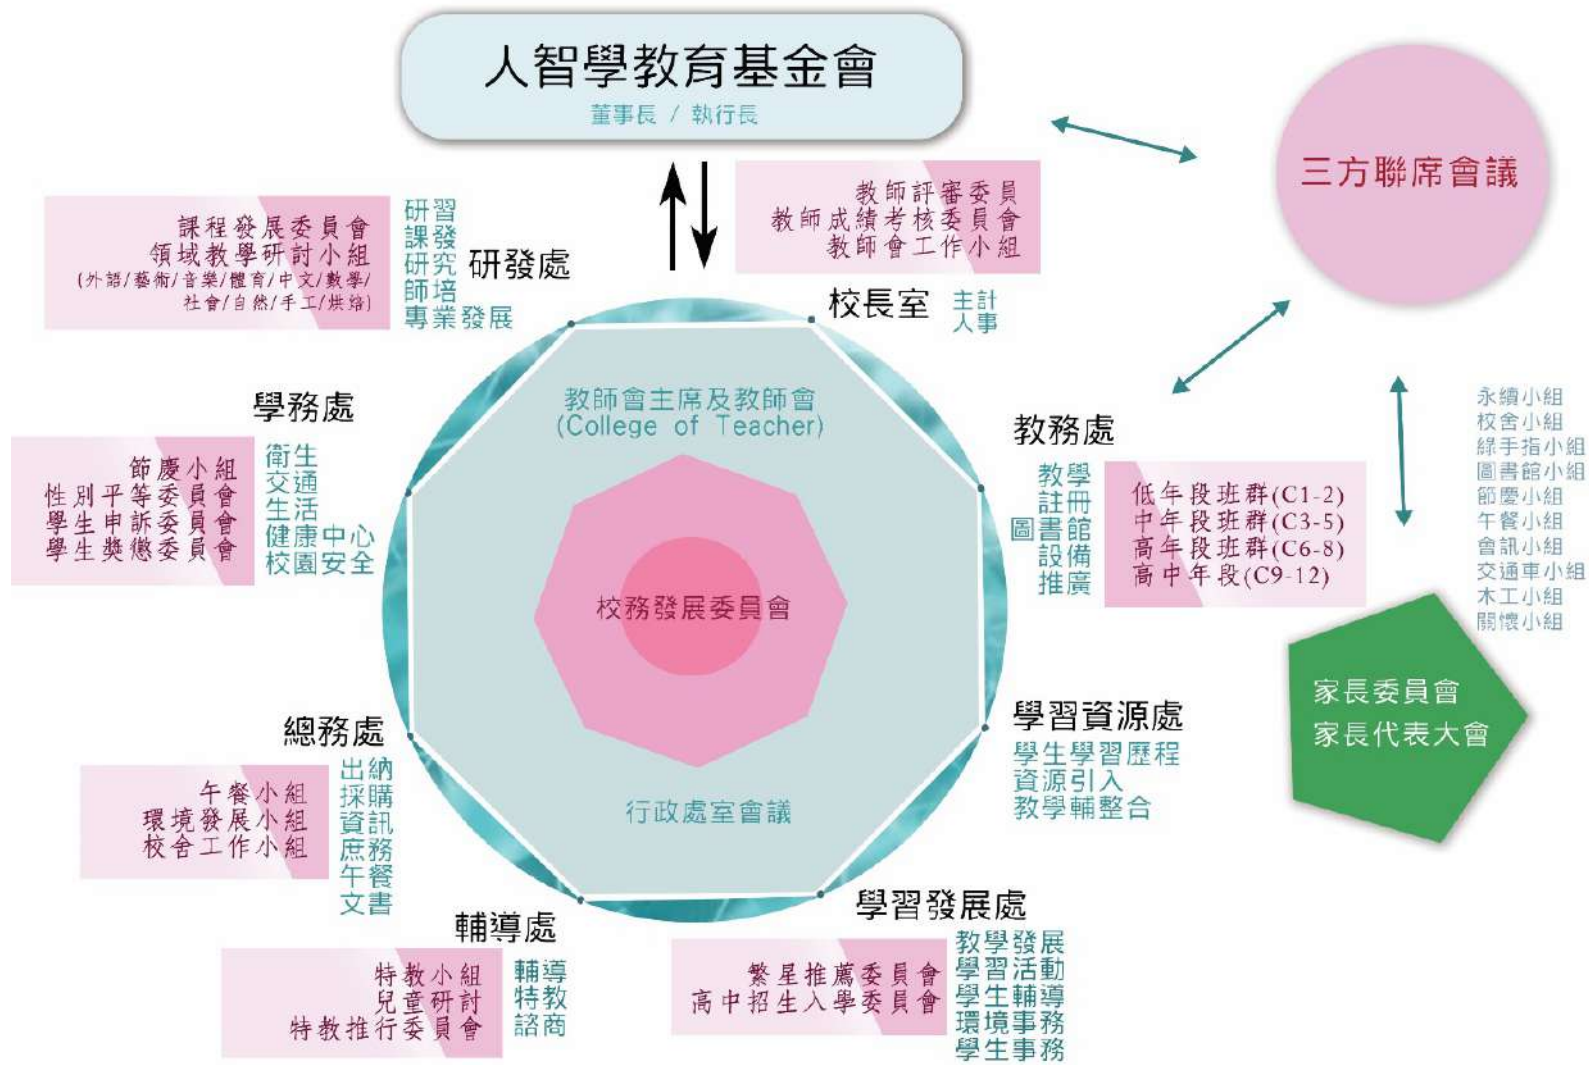 人智學教育基金會
董事長 / 執行長
三方聯席會議
教師評審委員
教師成績考核委員會
教師會工作小組
校長室
主計
人事
課程發展委員會
領域教學研討小組
(外語/藝術/音樂/體育/中文/數學/
社會/自然/手工/烘焙)
研習
課發
研究
師培
專業發展
研發處
學務處
節慶小組
性別平等委員會
學生申訴委員會
學生獎懲委員會
衛生
交通
生活
健康中心
校園安全
教師會主席及教師會
(College of Teacher)
校務發展委員會
行政處室會議
教務處
教學
註冊
圖書館
設備
推廣
低年段班群(C1-2)
中年段班群(C3-5)
高年段班群(C6-8)
高中年段(C9-12)
永續小組
校舍小組
綠手指小組
圖書館小組
節慶小組
午餐小組
會訊小組
交通車小組
木工小組
關懷小組
家長委員會
家長代表大會
學習資源處
學生學習歷程
資源引入
教學輔整合
總務處
午餐小組
環境發展小組
校舍工作小組
出納
採購
資訊
庶務
午餐
文書
輔導處
特教小組
兒童研討
特教推行委員會
輔導
特教
諮商
學習發展處
繁星推薦委員會
高中招生入學委員會
教學發展
學習活動
學生輔導
環境事務
學生事務